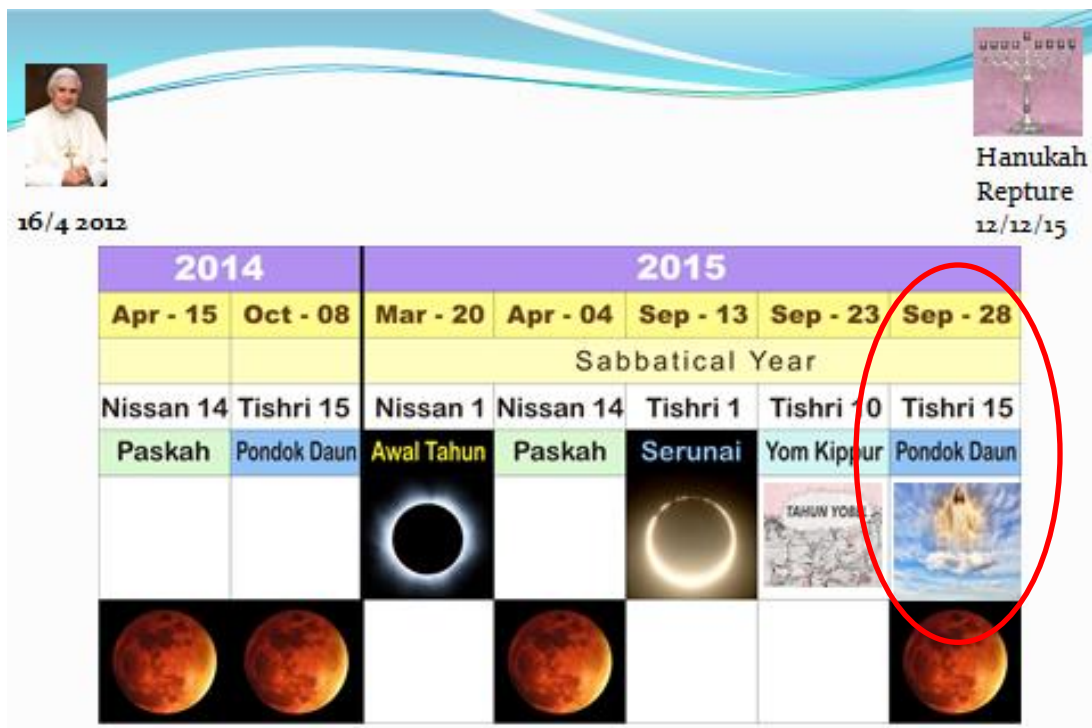 Hanukah
Repture
12/12/15
16/4 2012
2014 2015
Apr - 15 Oct - 08 Mar - 20 Apr - 04 Sep - 13 Sep - 23 Sep - 28
Sabbatical Year
Nissan 14 Tishri 15 Nissan 1 Nissan 14 Tishri 1 Tishri 10 Tishri 15
Paskah Pondok Daun Awal Tahun Paskah Serunai Yom Kippur Pondok Daun
TAHUN YOBEL